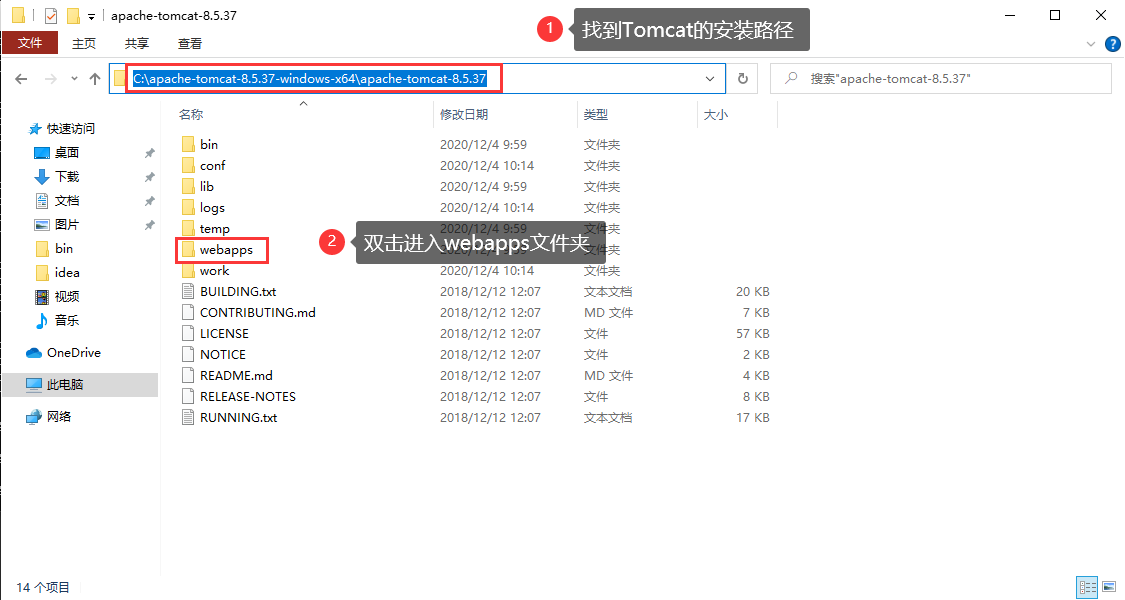 apache-tomcat-8.5.37
文件 主页 共享 查看
1 找到Tomcat的安装路径
C:\apache-tomcat-8.5.37-windows-x64\apache-tomcat-8.5.37
搜索"apache-tomcat-8.5.37"
快速访问
桌面
下载
文档
图片
bin
idea
视频
音乐
OneDrive
此电脑
网络
名称 修改日期 类型 大小
bin 2020/12/4 9:59 文件夹
conf 2020/12/4 10:14 文件夹
lib 2020/12/4 9:59 文件夹
logs 2020/12/4 10:14 文件夹
temp 2020/12/4 9:59 文件夹
webapps 文件夹
2 双击进入webapps文件夹
work 2020/12/4 10:14 文件夹
BUILDING.txt 2018/12/12 12:07 文本文档 20 KB
CONTRIBUTING.md 2018/12/12 12:07 MD 文件 7 KB
LICENSE 2018/12/12 12:07 文件 57 KB
NOTICE 2018/12/12 12:07 文件 2 KB
README.md 2018/12/12 12:07 MD 文件 4 KB
RELEASE-NOTES 2018/12/12 12:07 文件 8 KB
RUNNING.txt 2018/12/12 12:07 文本文档 17 KB
14 个项目